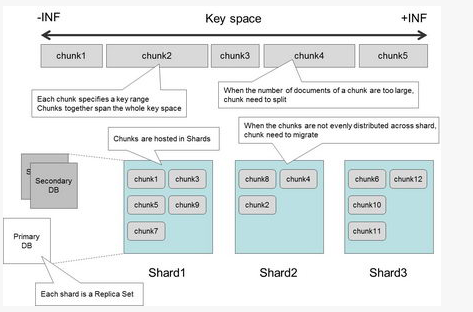 -INF Key space +INF
chunk1 chunk2 chunk3 chunk4 chunk5
Each chunk specifies a key range
Chunks together span the whole key space
When the number of documents of a chunk are too large,
chunk need to split
Chunks are hosted in Shards
When the chunks are not evenly distributed across shard,
chunk need to migrate
S
Secondary
DB
Primary
DB
chunk1 chunk3
chunk5 chunk9
chunk7
Shard1
chunk8 chunk4
chunk2
Shard2
chunk6 chunk12
chunk10
chunk11
Shard3
Each shard is a Replica Set